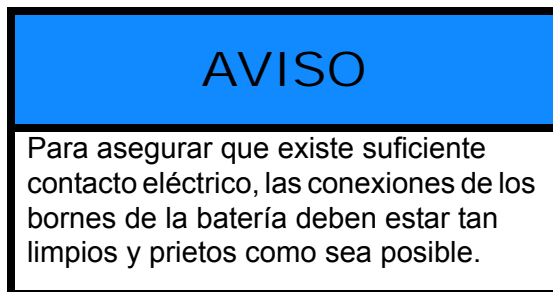 AVISO
Para asegurar que existe suficiente
contacto eléctrico, las conexiones de los
bornes de la batería deben estar tan
limpios y prietos como sea posible.